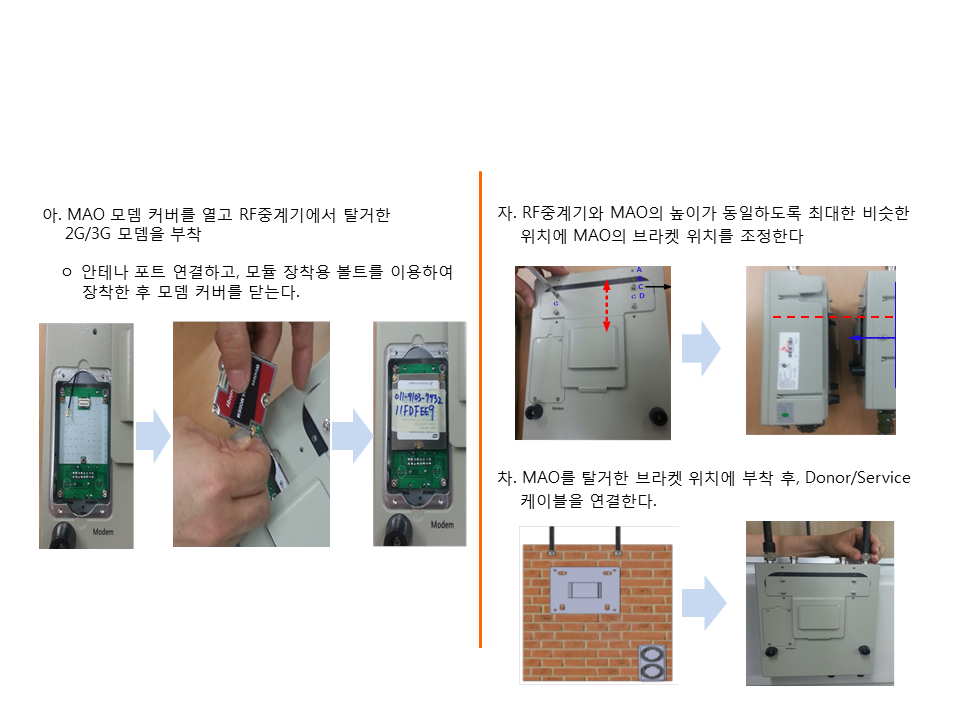 아. MAO 모뎀 커버를 열고 RF중계기에서 탈거한
2G/3G 모뎀을 부착
ㅇ 안테나 포트 연결하고, 모듈 장착용 볼트를 이용하여
장착한 후 모뎀 커버를 닫는다.
Modem
011-9103-7732
11FDFEE9
Modem
자. RF중계기와 MAO의 높이가 동일하도록 최대한 비슷한
위치에 MAO의 브라켓 위치를 조정한다
A
B
C
D
Modem
차. MAO를 탈거한 브라켓 위치에 부착 후, Donor/Service
케이블을 연결한다.